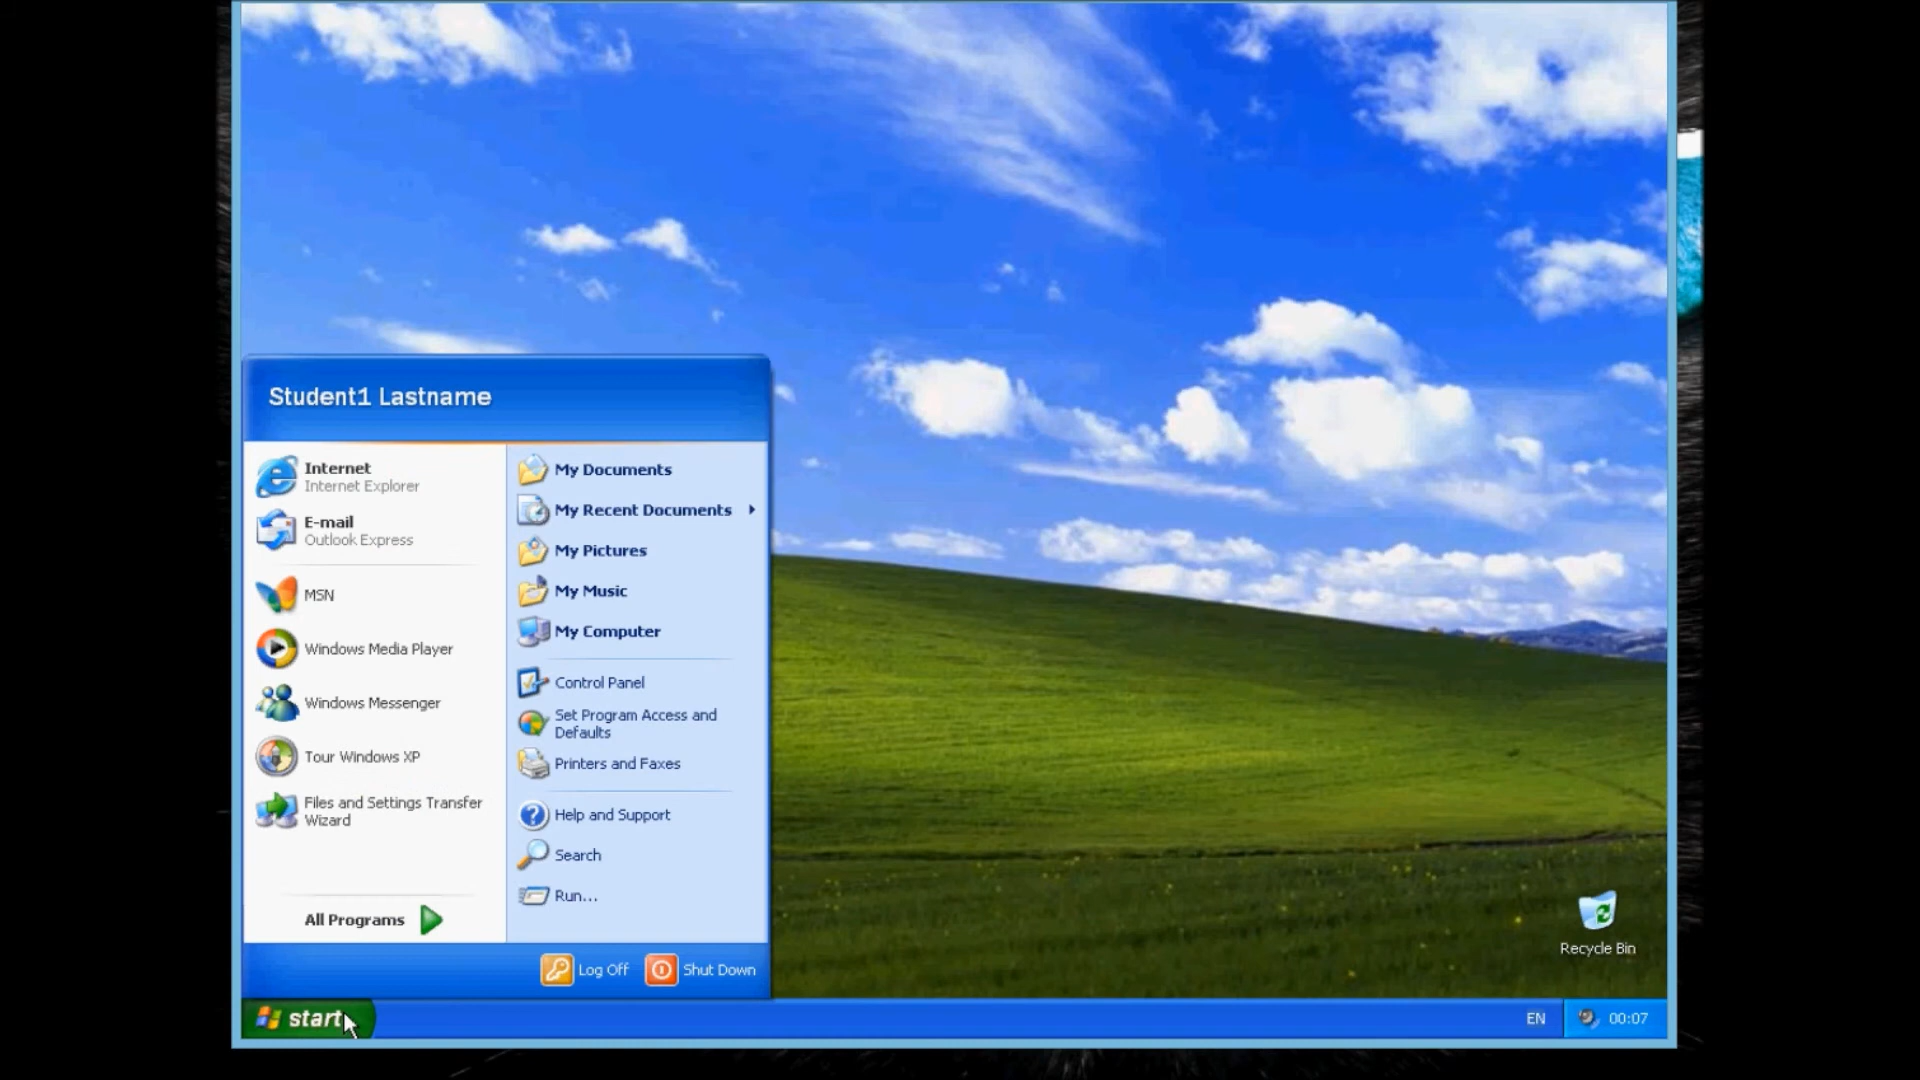 Student1 Lastname
Internet
Internet Explorer
E-mail
Outlook Express
MSN
Windows Media Player
Windows Messenger
Tour Windows XP
Files and Settings Transfer
Wizard
All Programs
My Documents
My Recent Documents
My Pictures
My Music
My Computer
Control Panel
Set Program Access and
Defaults
Printers and Faxes
Help and Support
Search
Run...
Log Off
Shut Down
Recycle Bin
start
EN
00:07